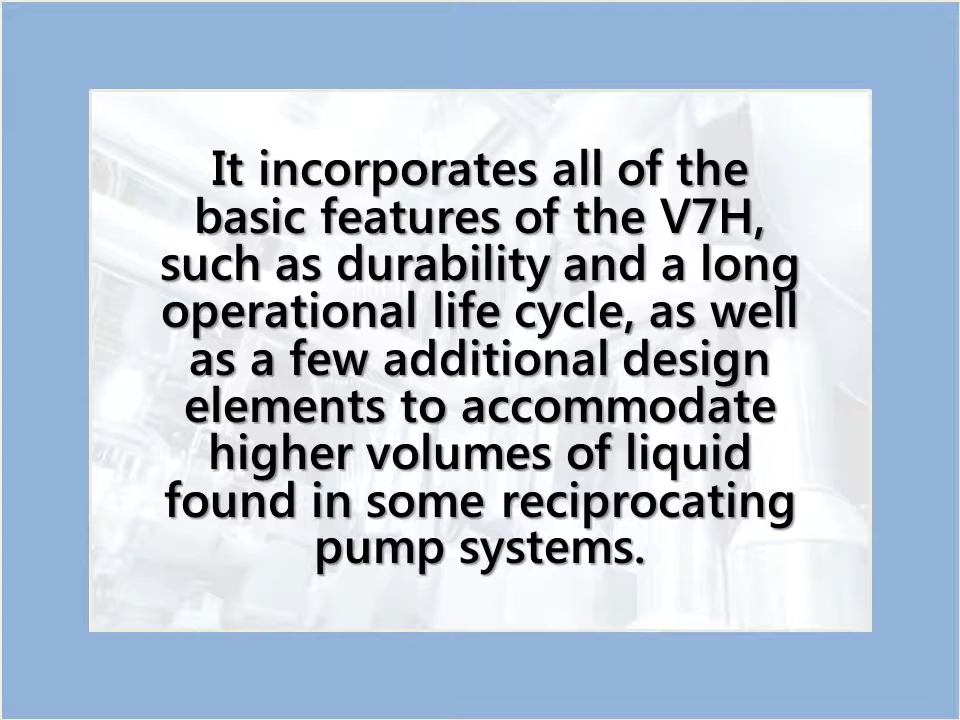 It incorporates all of the
basic features of the V7H,
such as durability and a long
operational life cycle, as well
as a few additional design
elements to accommodate
higher volumes of liquid
found in some reciprocating
pump systems.